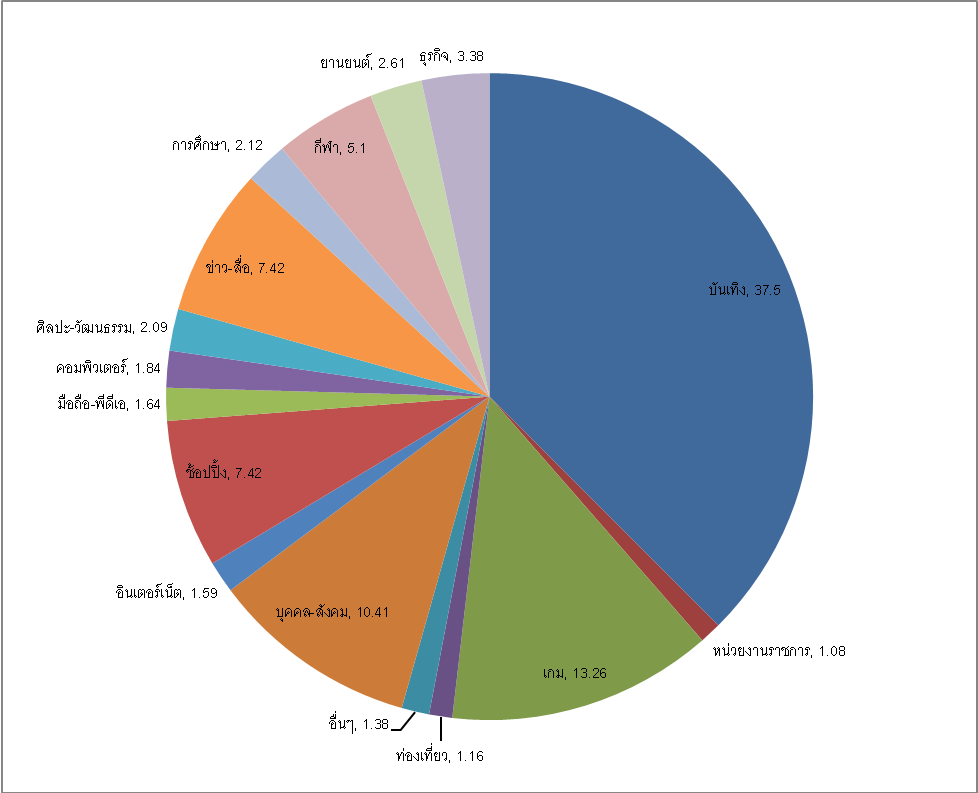 ธุรกิจ, 3.38
ยานยนต์, 2.61
การศึกษา, 2.12
กีฬา, 5.1
ข่าว-สื่อ, 7.42
บันเทิง, 37.5
ศิลปะ-วัฒนธรรม, 2.09
คอมพิวเตอร์, 1.84
มือถือ-พีดีเอ, 1.64
ช้อปปิ้ง, 7.42
อินเตอร์เน็ต, 1.59
บุคคล-สังคม, 10.41
หน่วยงานราชการ, 1.08
เกม, 13.26
อื่นๆ, 1.38
ท่องเที่ยว, 1.16